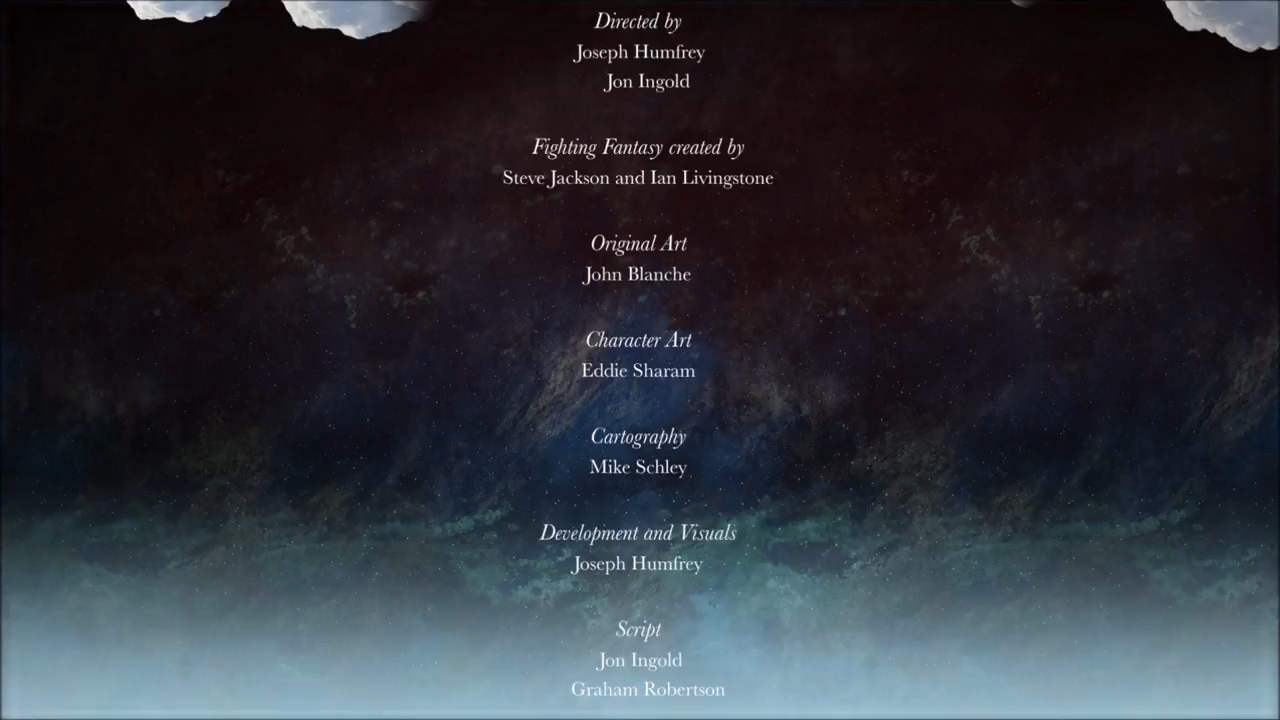 Directed by
Joseph Humfrey
Jon Ingold
Fighting Fantasy created by
Steve Jackson and Ian Livingstone
Original Art
John Blanche
Character Art
Eddie Sharam
Cartography
Mike Schley
Development and Visuals
Joseph Humfrey
Script
Jon Ingold
Graham Robertson